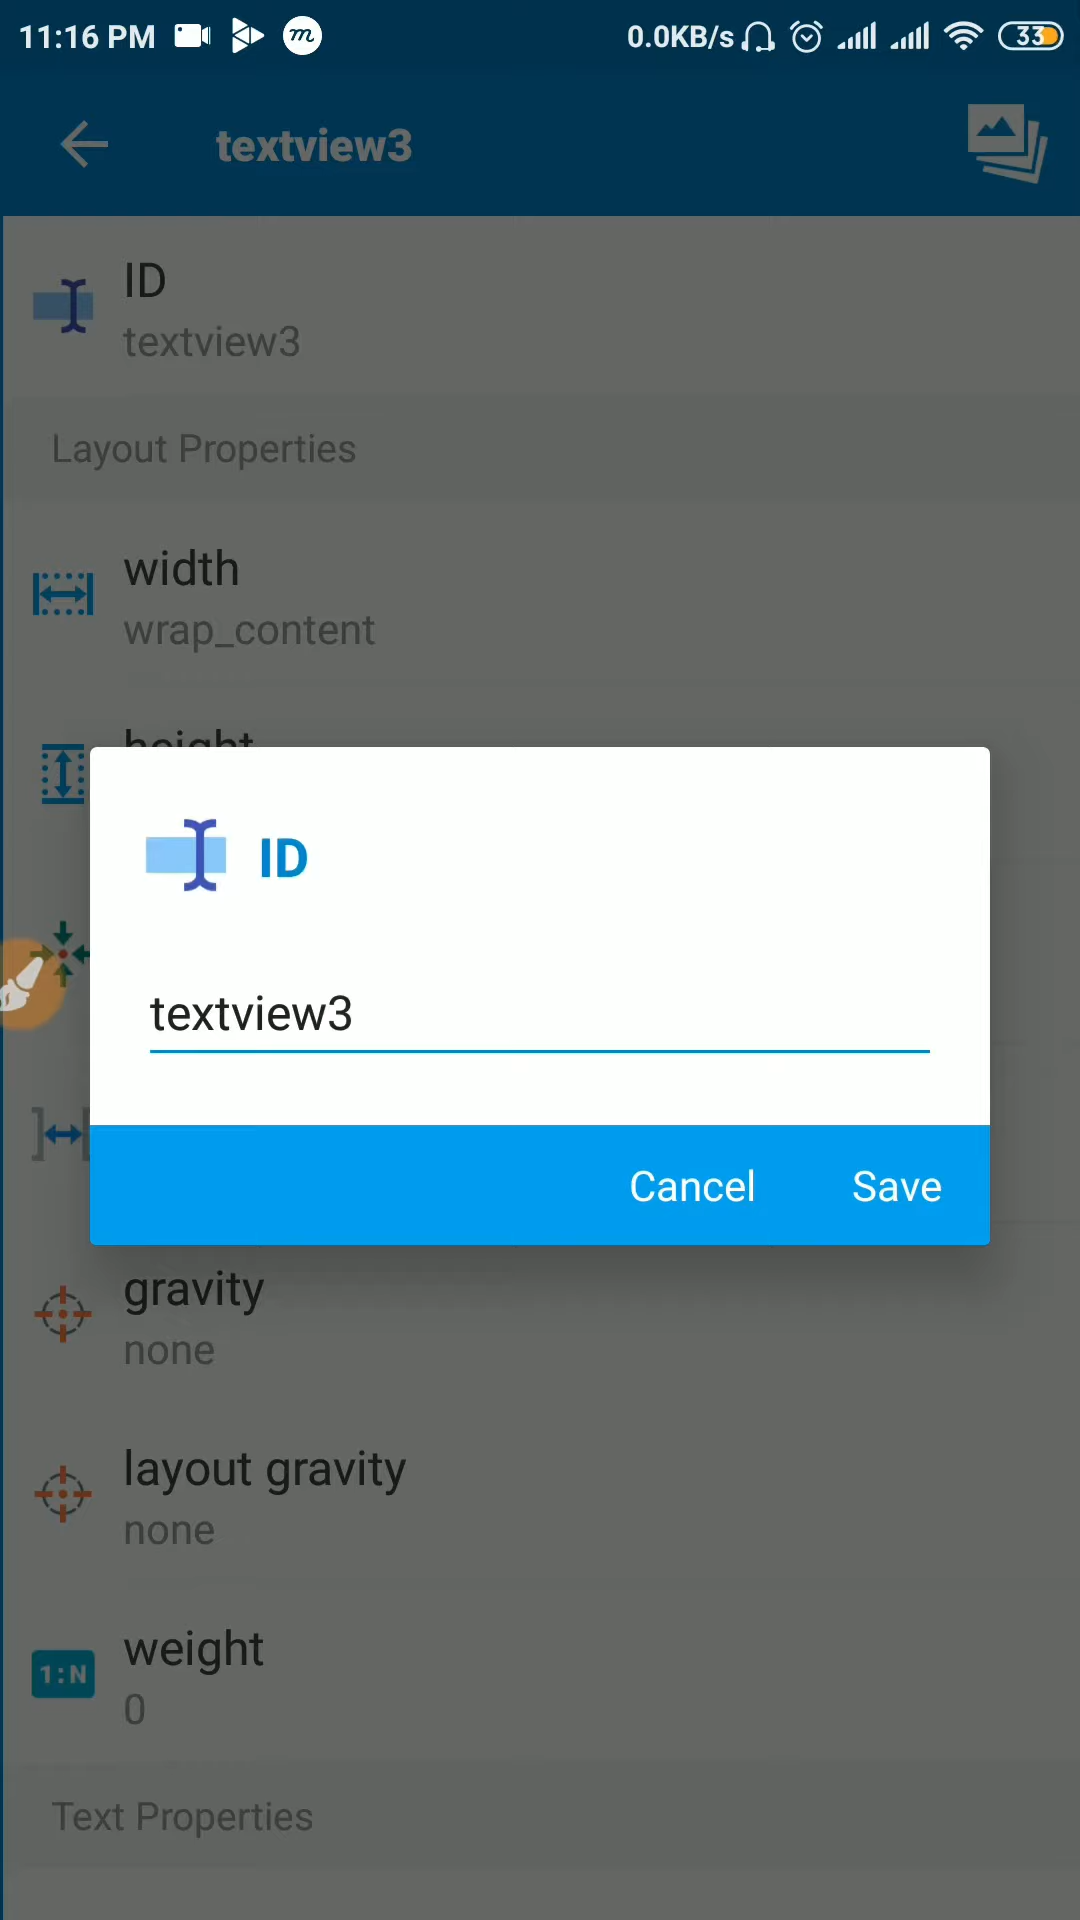 11:16 PM m 0.0KB/s 33
textview3
ID
textview3
Layout Properties
width
wrap_content
height
ID
textview3
Cancel Save
gravity
none
layout gravity
none
1:N weight
0
Text Properties